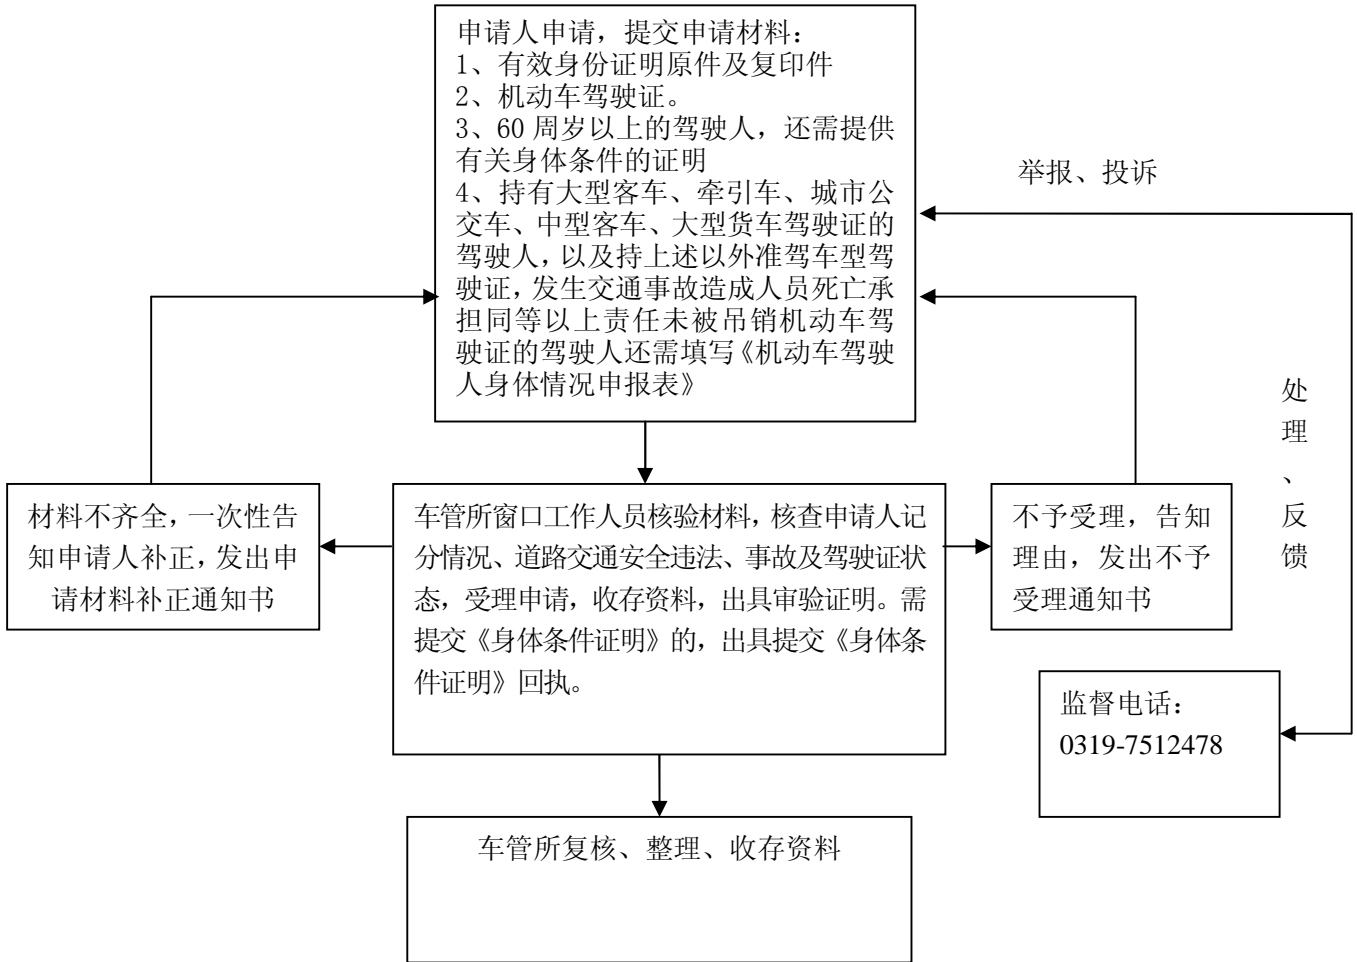 申请人申请，提交申请材料：
1、有效身份证明原件及复印件
2、机动车驾驶证。
3、60 周岁以上的驾驶人，还需提供
有关身体条件的证明
4、持有大型客车、牵引车、城市公
交车、中型客车、大型货车驾驶证的
驾驶人，以及持上述以外准驾车型驾
驶证，发生交通事故造成人员死亡承
担同等以上责任未被吊销机动车驾
驶证的驾驶人还需填写《机动车驾驶
人身体情况申报表》
举报、投诉
处
理
、
反
馈
材料不齐全，一次性告
知申请人补正，发出申
请材料补正通知书
车管所窗口工作人员核验材料，核查申请人记
分情况、道路交通安全违法、事故及驾驶证状
态，受理申请，收存资料，出具审验证明。需
提交《身体条件证明》的，出具提交《身体条
件证明》回执。
不予受理，告知
理由，发出不予
受理通知书
监督电话：
0319-7512478
车管所复核、整理、收存资料